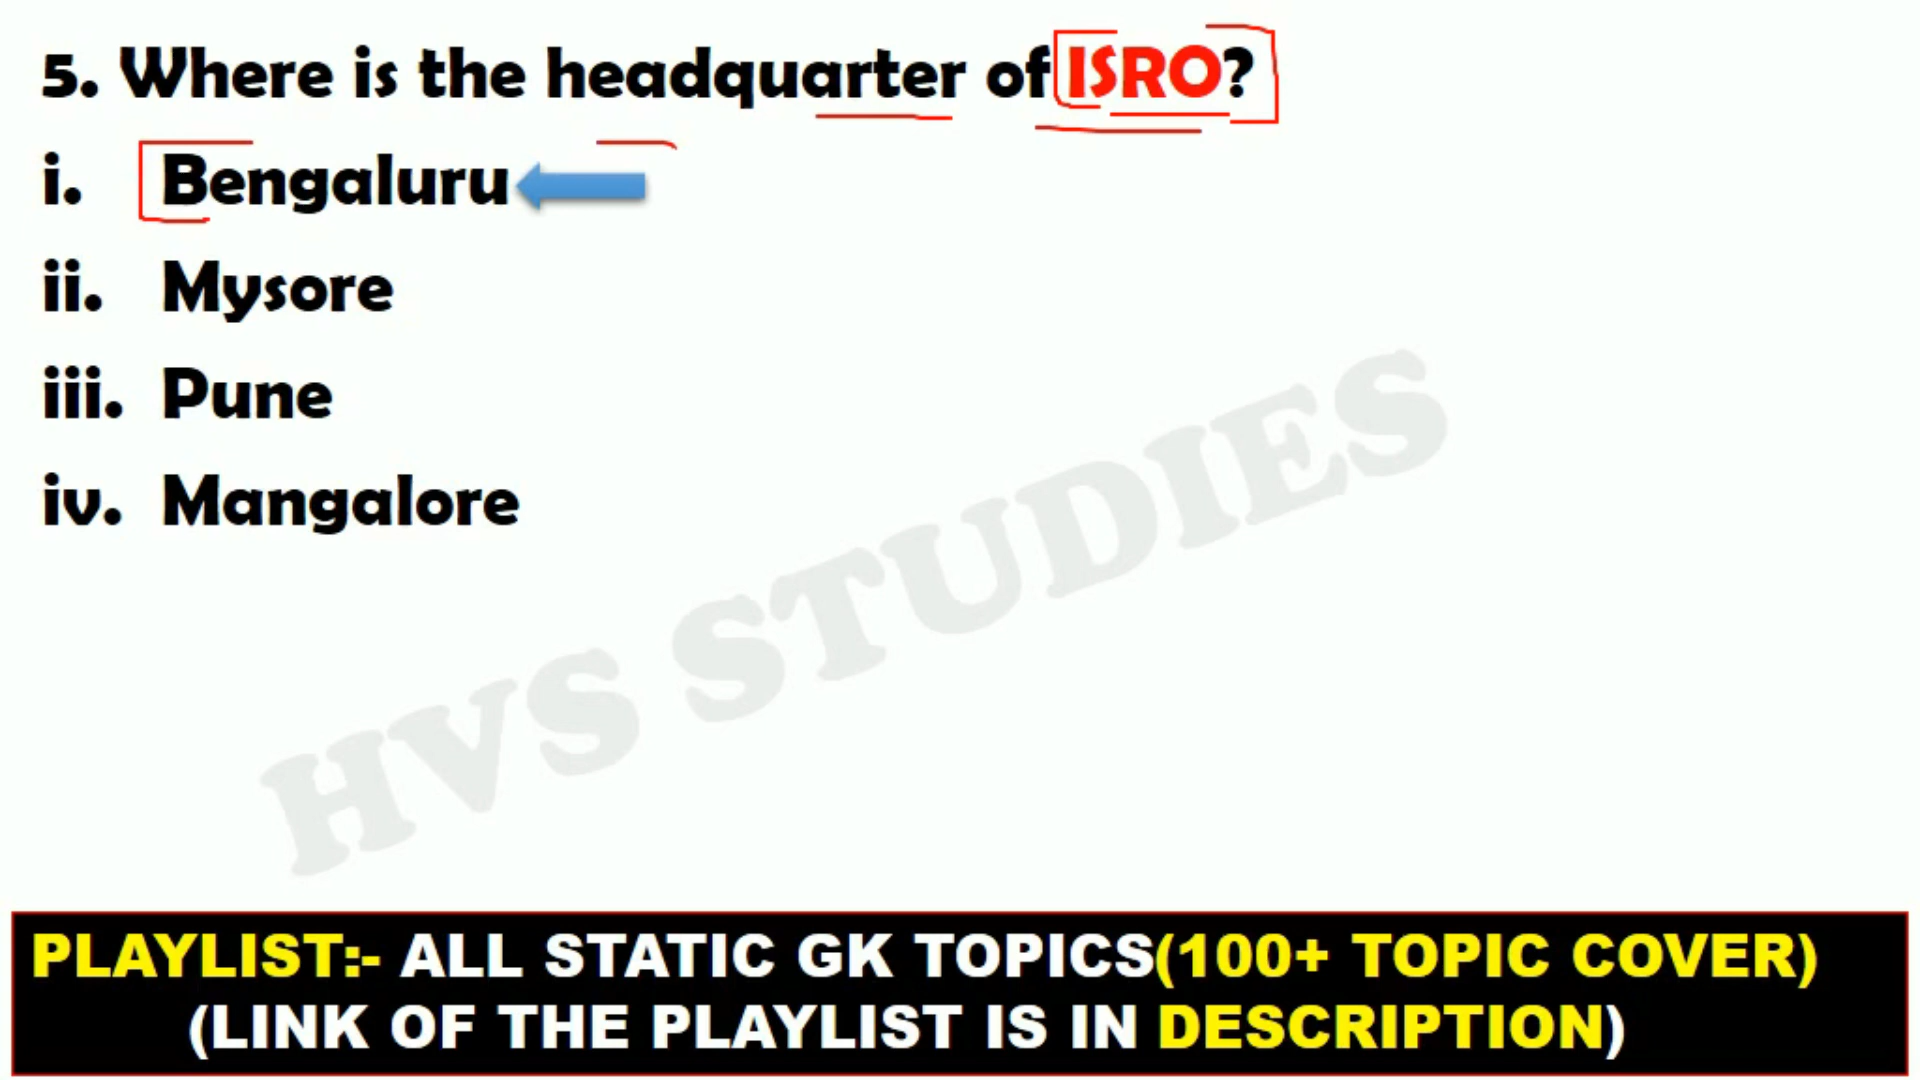 5. Where is the headquarter of ISRO?
i. Bengaluru
ii. Mysore
iii. Pune
iv. Mangalore
HVS STUDIES
PLAYLIST:- ALL STATIC GK TOPICS(100+ TOPIC COVER)
(LINK OF THE PLAYLIST IS IN DESCRIPTION)